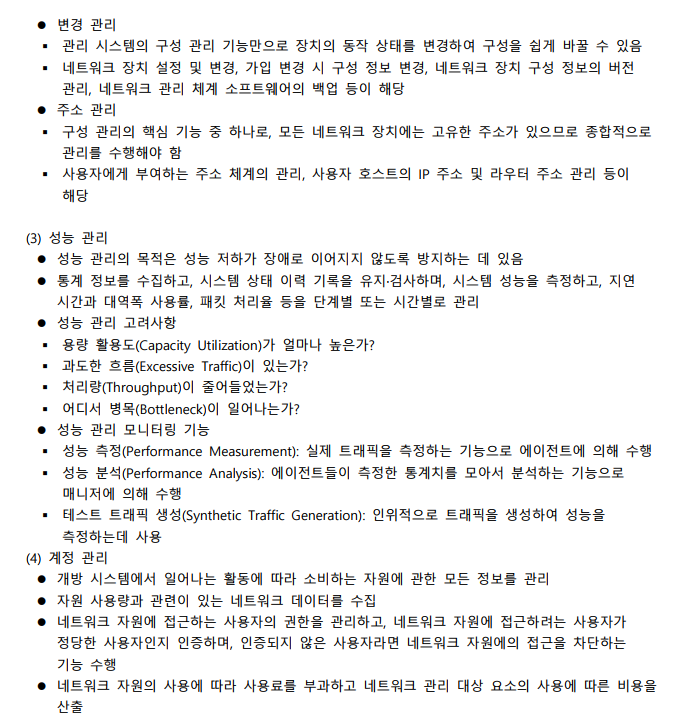 ● 변경 관리
▪ 관리 시스템의 구성 관리 기능만으로 장치의 동작 상태를 변경하여 구성을 쉽게 바꿀 수 있음
▪ 네트워크 장치 설정 및 변경, 가입 변경 시 구성 정보 변경, 네트워크 장치 구성 정보의 버전
관리, 네트워크 관리 체계 소프트웨어의 백업 등이 해당
● 주소 관리
▪ 구성 관리의 핵심 기능 중 하나로, 모든 네트워크 장치에는 고유한 주소가 있으므로 종합적으로
관리를 수행해야 함
▪ 사용자에게 부여하는 주소 체계의 관리, 사용자 호스트의 IP 주소 및 라우터 주소 관리 등이
해당
(3) 성능 관리
● 성능 관리의 목적은 성능 저하가 장애로 이어지지 않도록 방지하는 데 있음
● 통계 정보를 수집하고, 시스템 상태 이력 기록을 유지·검사하며, 시스템 성능을 측정하고, 지연
시간과 대역폭 사용률, 패킷 처리율 등을 단계별 또는 시간별로 관리
● 성능 관리 고려사항
▪ 용량 활용도(Capacity Utilization)가 얼마나 높은가?
▪ 과도한 흐름(Excessive Traffic)이 있는가?
▪ 처리량(Throughput)이 줄어들었는가?
▪ 어디서 병목(Bottleneck)이 일어나는가?
● 성능 관리 모니터링 기능
▪ 성능 측정(Performance Measurement): 실제 트래픽을 측정하는 기능으로 에이전트에 의해 수행
▪ 성능 분석(Performance Analysis): 에이전트들이 측정한 통계치를 모아서 분석하는 기능으로
매니저에 의해 수행
▪ 테스트 트래픽 생성(Synthetic Traffic Generation): 인위적으로 트래픽을 생성하여 성능을
측정하는데 사용
(4) 계정 관리
● 개방 시스템에서 일어나는 활동에 따라 소비하는 자원에 관한 모든 정보를 관리
● 자원 사용량과 관련이 있는 네트워크 데이터를 수집
● 네트워크 자원에 접근하는 사용자의 권한을 관리하고, 네트워크 자원에 접근하려는 사용자가
정당한 사용자인지 인증하며, 인증되지 않은 사용자라면 네트워크 자원에의 접근을 차단하는
기능 수행
● 네트워크 자원의 사용에 따라 사용료를 부과하고 네트워크 관리 대상 요소의 사용에 따른 비용을
산출